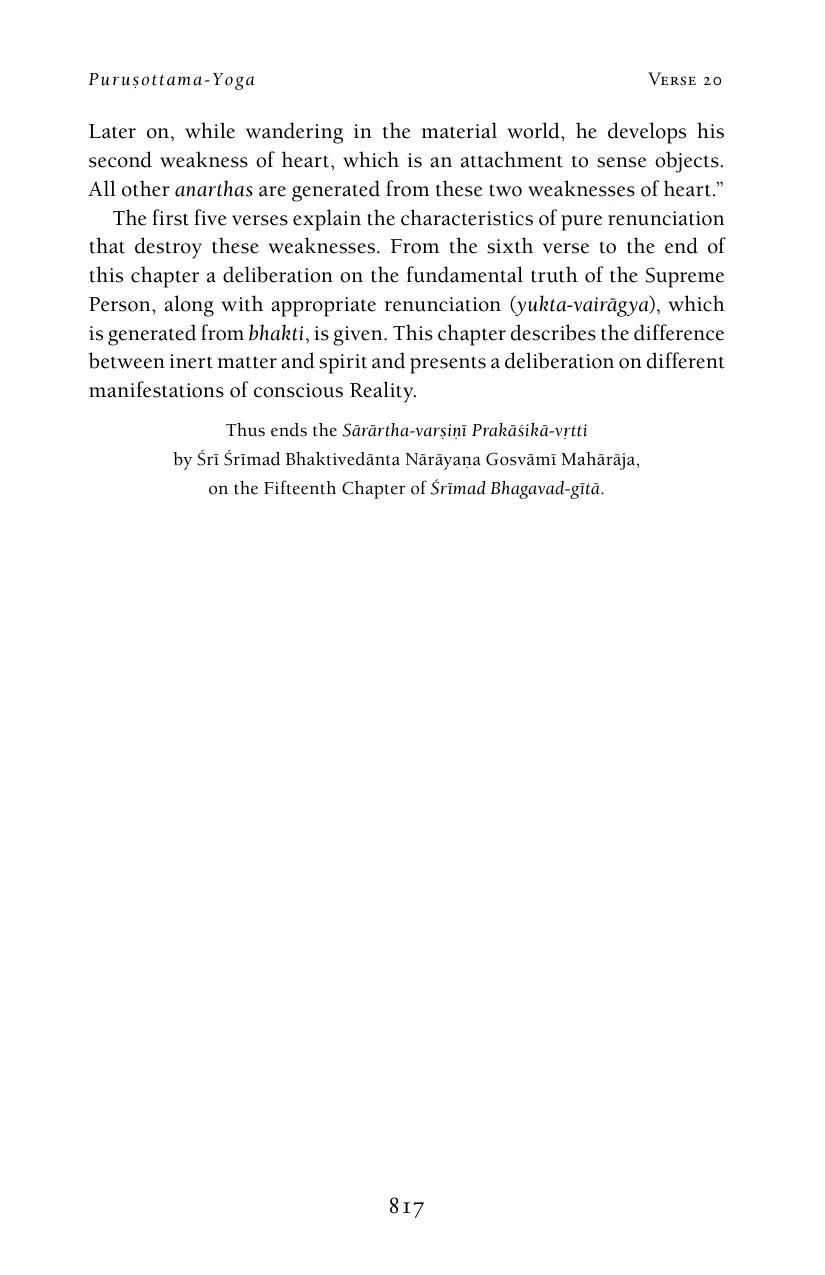 Puruṣottama-Yoga Verse 20
Later on, while wandering in the material world, he develops his
second weakness of heart, which is an attachment to sense objects.
All other anarthas are generated from these two weaknesses of heart.”
The first five verses explain the characteristics of pure renunciation
that destroy these weaknesses. From the sixth verse to the end of
this chapter a deliberation on the fundamental truth of the Supreme
Person, along with appropriate renunciation (yukta-vairāgya), which
is generated from bhakti, is given. This chapter describes the difference
between inert matter and spirit and presents a deliberation on different
manifestations of conscious Reality.
Thus ends the Sārārtha-varṣiṇī Prakāśikā-vṛtti
by Śrī Śrīmad Bhaktivedānta Nārāyaṇa Gosvāmī Mahārāja,
on the Fifteenth Chapter of Śrīmad Bhagavad-gītā.
817